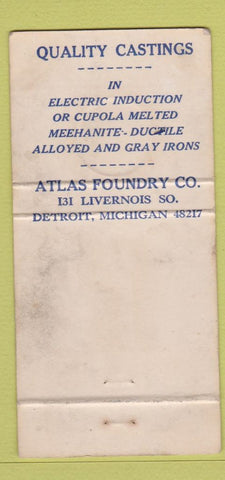 QUALITY CASTINGS
IN
ELECTRIC INDUCTION
OR CUPOLA MELTED
MEEHANITE - DUCTILE
ALLOYED AND GRAY IRONS
ATLAS FOUNDRY CO.
131 LIVERNOIS SO.
DETROIT, MICHIGAN 48217